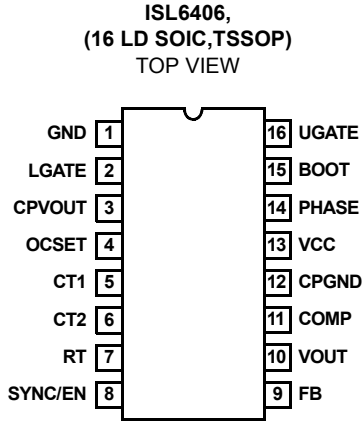 ISL6406,
(16 LD SOIC,TSSOP)
TOP VIEW
GND 1 16 UGATE
LGATE 2 15 BOOT
CPVOUT 3 14 PHASE
OCSET 4 13 VCC
CT1 5 12 CPGND
CT2 6 11 COMP
RT 7 10 VOUT
SYNC/EN 8 9 FB